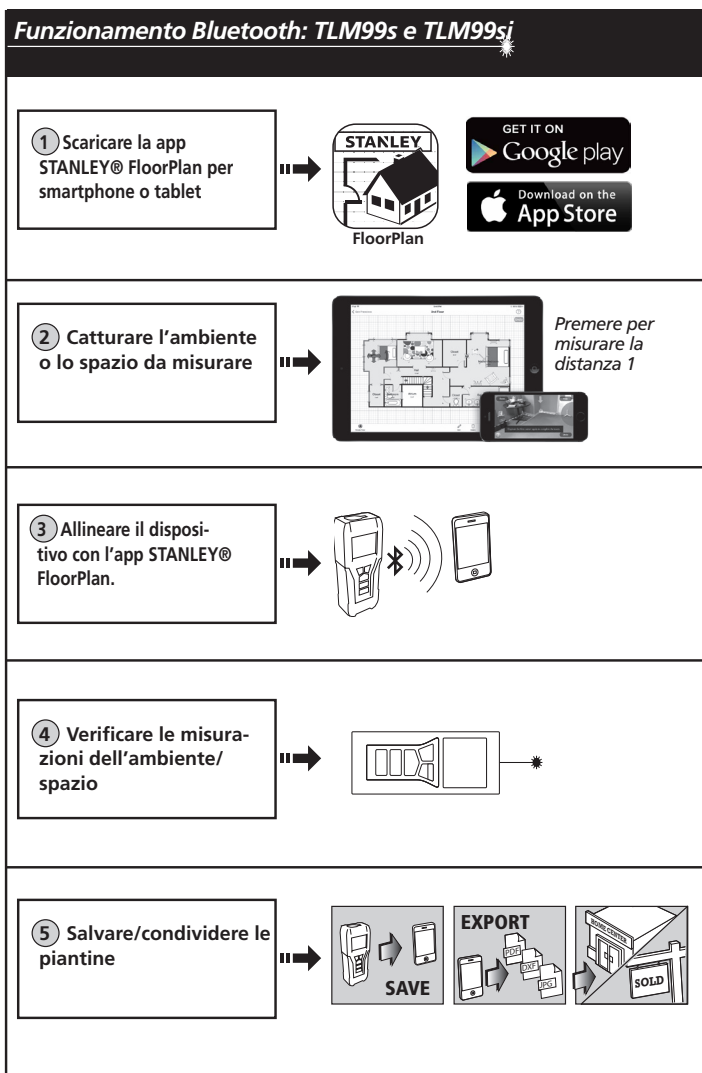 Funzionamento Bluetooth: TLM99s e TLM99si
1 Scaricare la app
STANLEY® FloorPlan per
smartphone o tablet
STANLEY
FloorPlan
GET IT ON
Google play
Download on the
App Store
2 Catturare l'ambiente
o lo spazio da misurare
Premere per
misurare la
distanza 1
3 Allineare il disposi-
tivo con l'app STANLEY®
FloorPlan.
4 Verificare le misura-
zioni dell'ambiente/
spazio
5 Salvare/condividere le
piantine
SAVE
EXPORT
PDF
DXF
JPG
HOME CENTER
SOLD